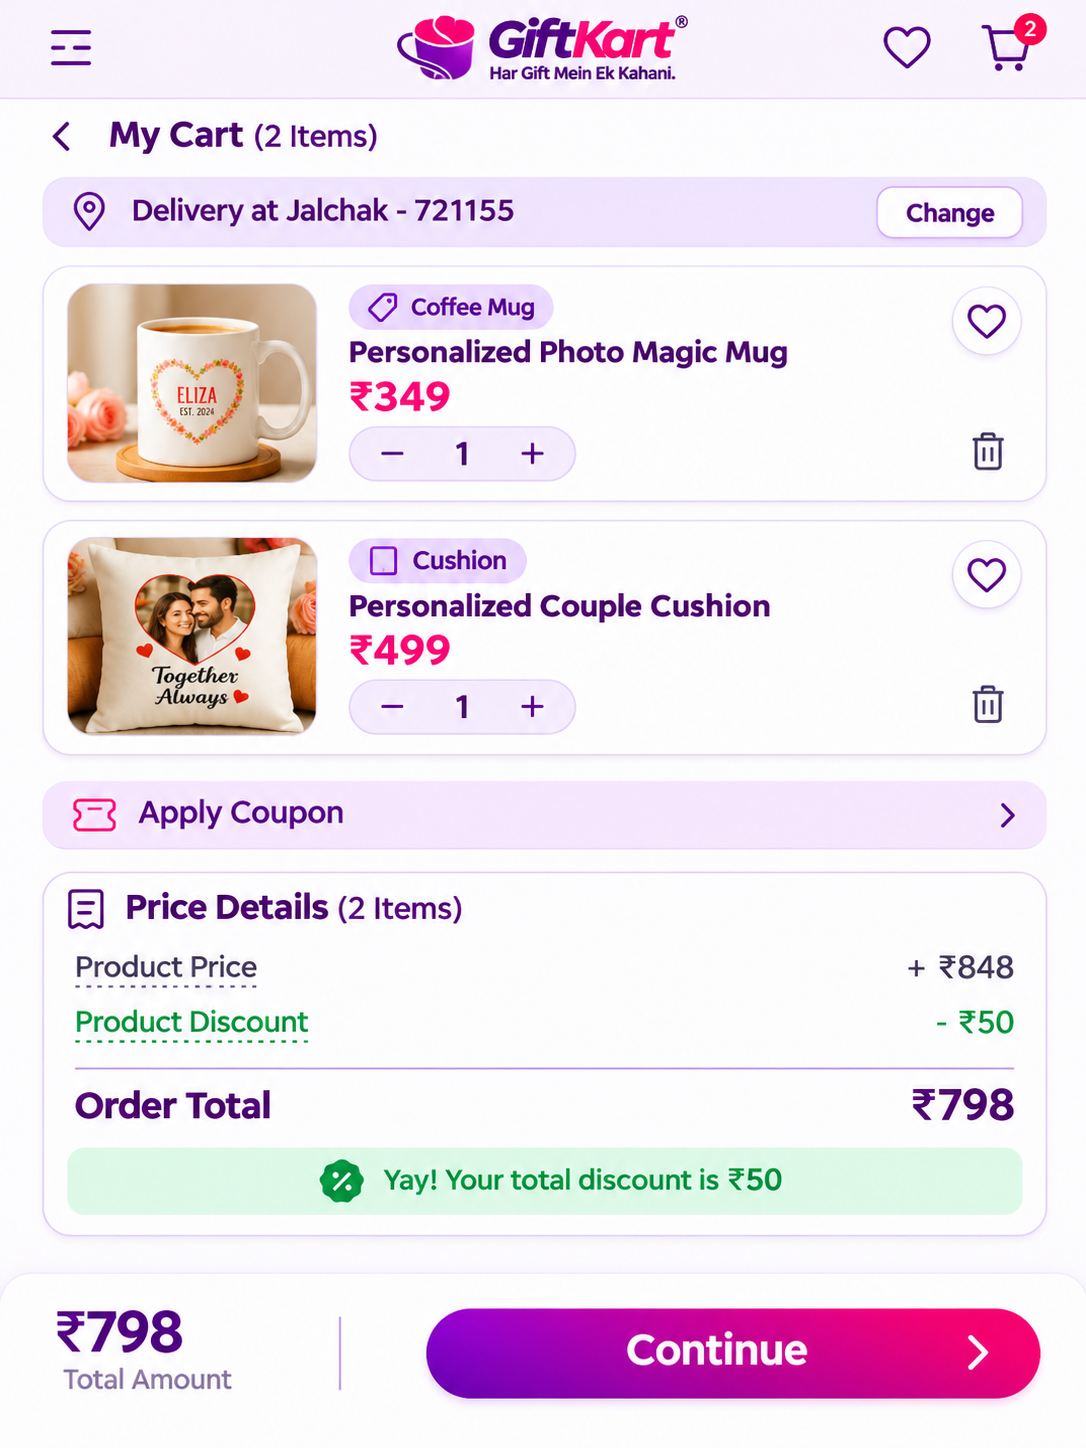 GiftKart®
Har Gift Mein Ek Kahani.
2
My Cart (2 Items)
Delivery at Jalchak - 721155
Change
ELIZA
EST. 2024
Coffee Mug
Personalized Photo Magic Mug
₹349
− 1 +
Together
Always
Cushion
Personalized Couple Cushion
₹499
− 1 +
Apply Coupon
Price Details (2 Items)
Product Price + ₹848
Product Discount - ₹50
Order Total ₹798
Yay! Your total discount is ₹50
₹798
Total Amount
Continue